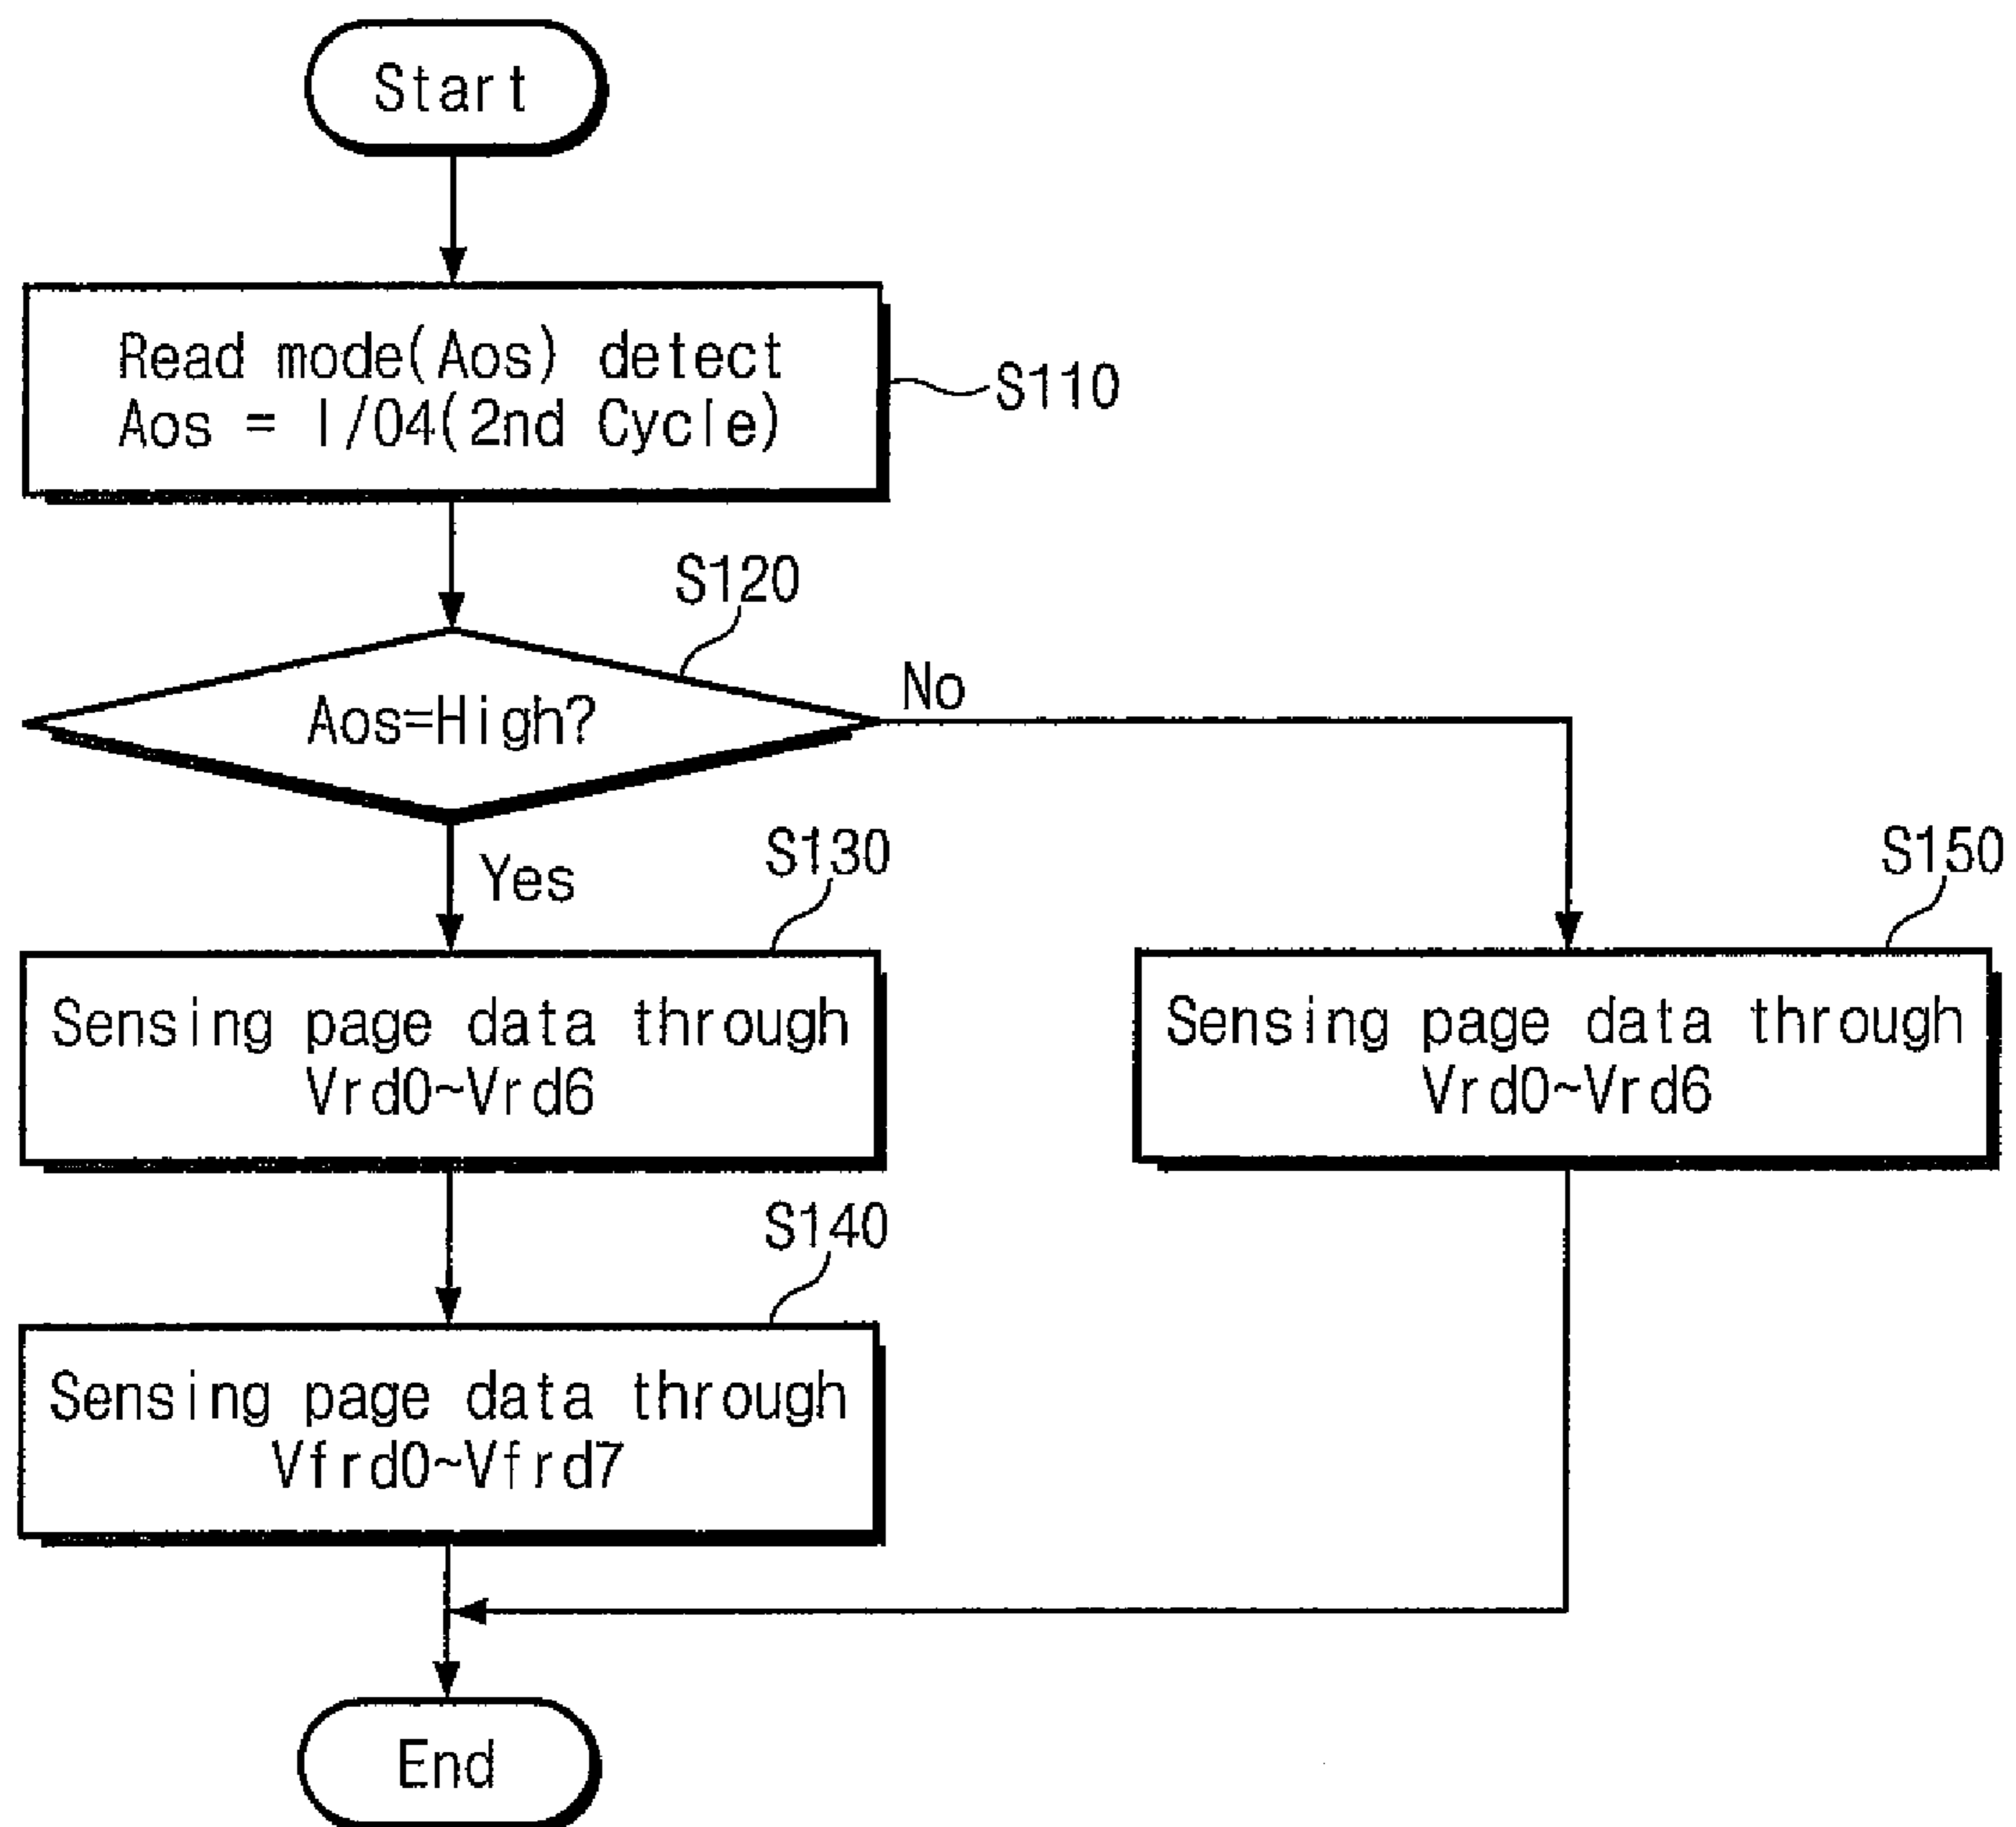 Start
Read mode(Aos) detect
Aos = I/O4(2nd Cycle)
S110
S120
Aos=High?
No
Yes
S130
S150
Sensing page data through
Vrd0~Vrd6
Sensing page data through
Vrd0~Vrd6
S140
Sensing page data through
Vfrd0~Vfrd7
End